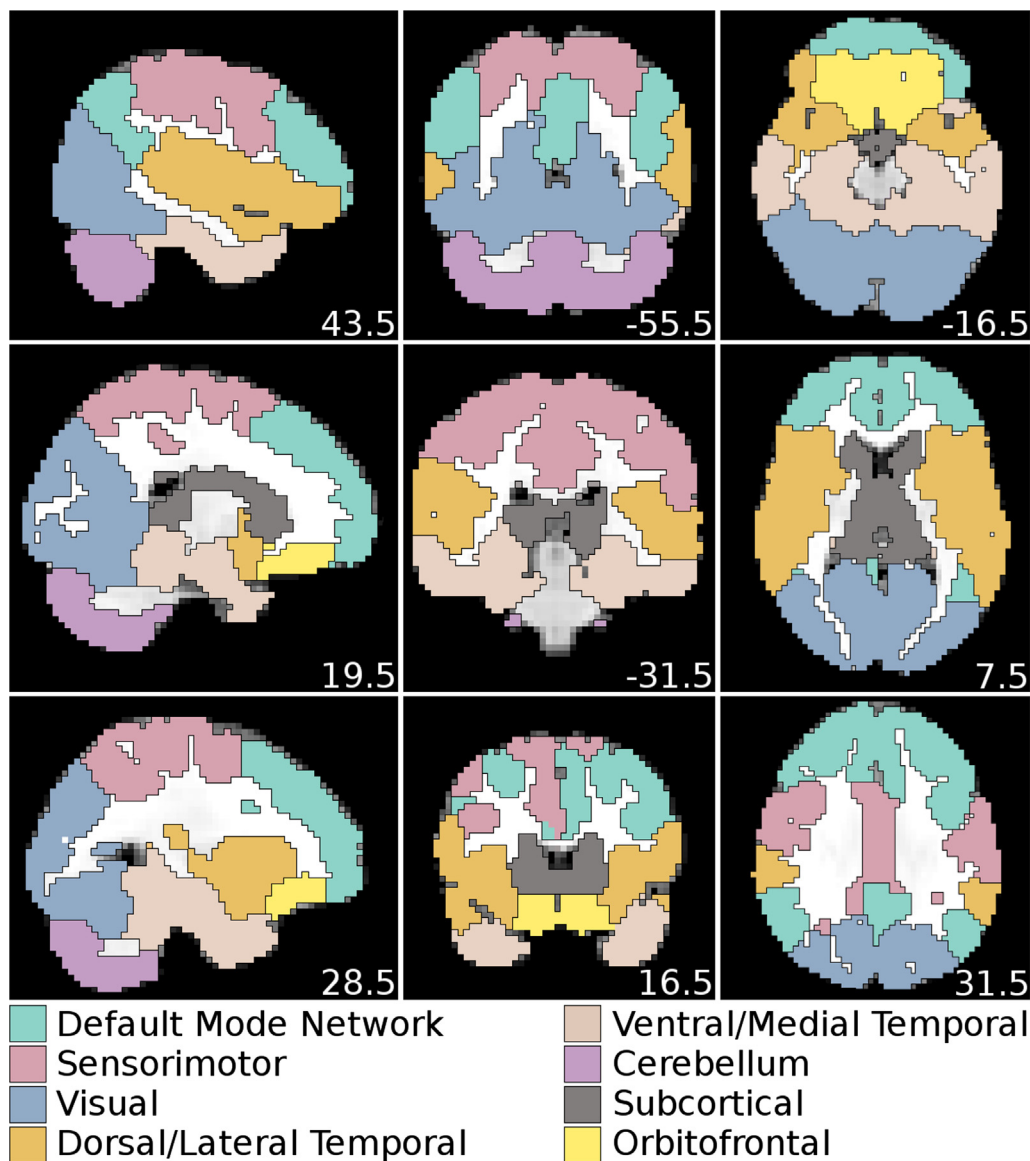 43.5
-55.5
-16.5
19.5
-31.5
7.5
28.5
16.5
31.5
Default Mode Network
Sensorimotor
Visual
Dorsal/Lateral Temporal
Ventral/Medial Temporal
Cerebellum
Subcortical
Orbitofrontal